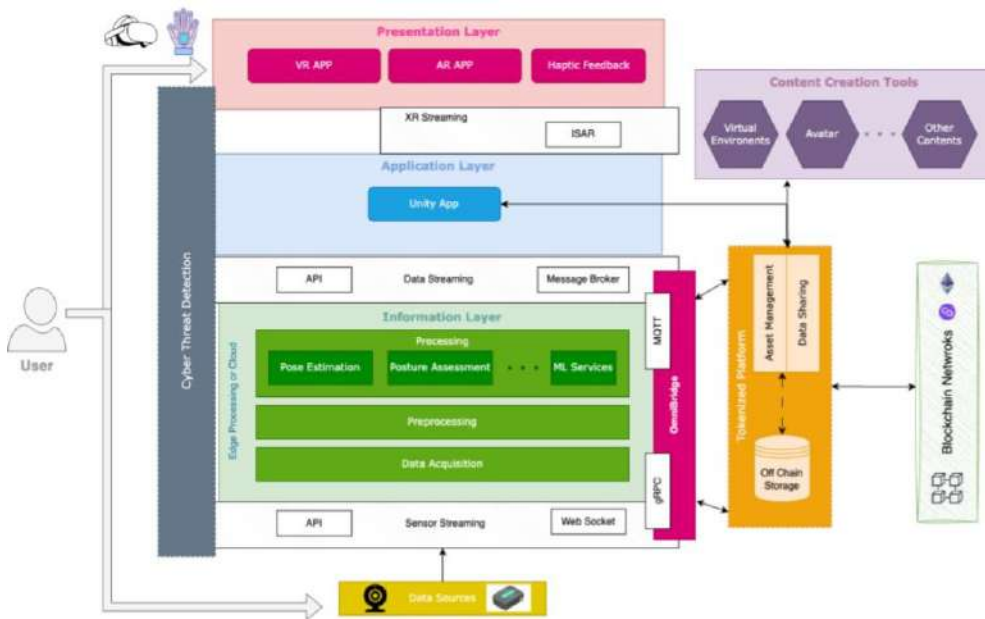 Presentation Layer
VR APP
AR APP
Haptic Feedback
XR Streaming
ISAR
Content Creation Tools
Virtual
Environents
Avatar
Other
Contents
Application Layer
Unity App
API
Data Streaming
Message Broker
Cyber Threat Detection
User
Edge Processing or Cloud
Information Layer
Processing
Pose Estimation
Posture Assessment
ML Services
Preprocessing
Data Acquisition
MQTT
OmniBridge
gRPC
Tokenized Platform
Asset Management
Data Sharing
Off Chain
Storage
Blockchain Netwroks
API
Sensor Streaming
Web Socket
Data Sources